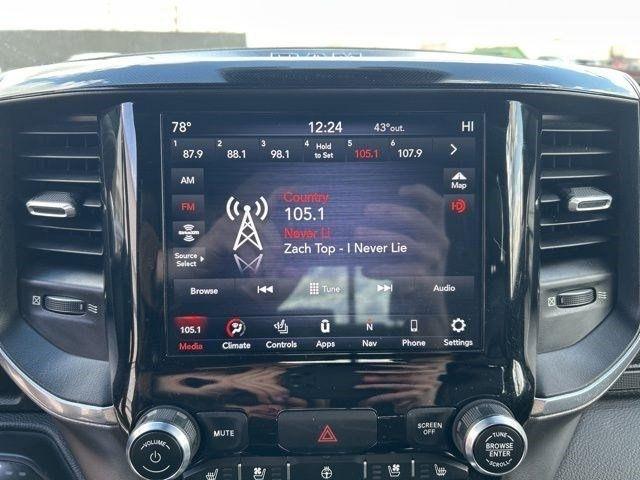 78° 12:24 43°out. HI
1 87.9 2 88.1 3 98.1 4 Hold to Set 5 105.1 6 107.9
AM
Map
FM
Country
105.1
Never Li
Zach Top - I Never Lie
SiriusXM
Source Select
Browse Tune Audio
105.1
Media Climate Controls Apps Nav Phone Settings
N
VOLUME
MUTE
SCREEN OFF
TUNE
BROWSE
ENTER
SCROLL